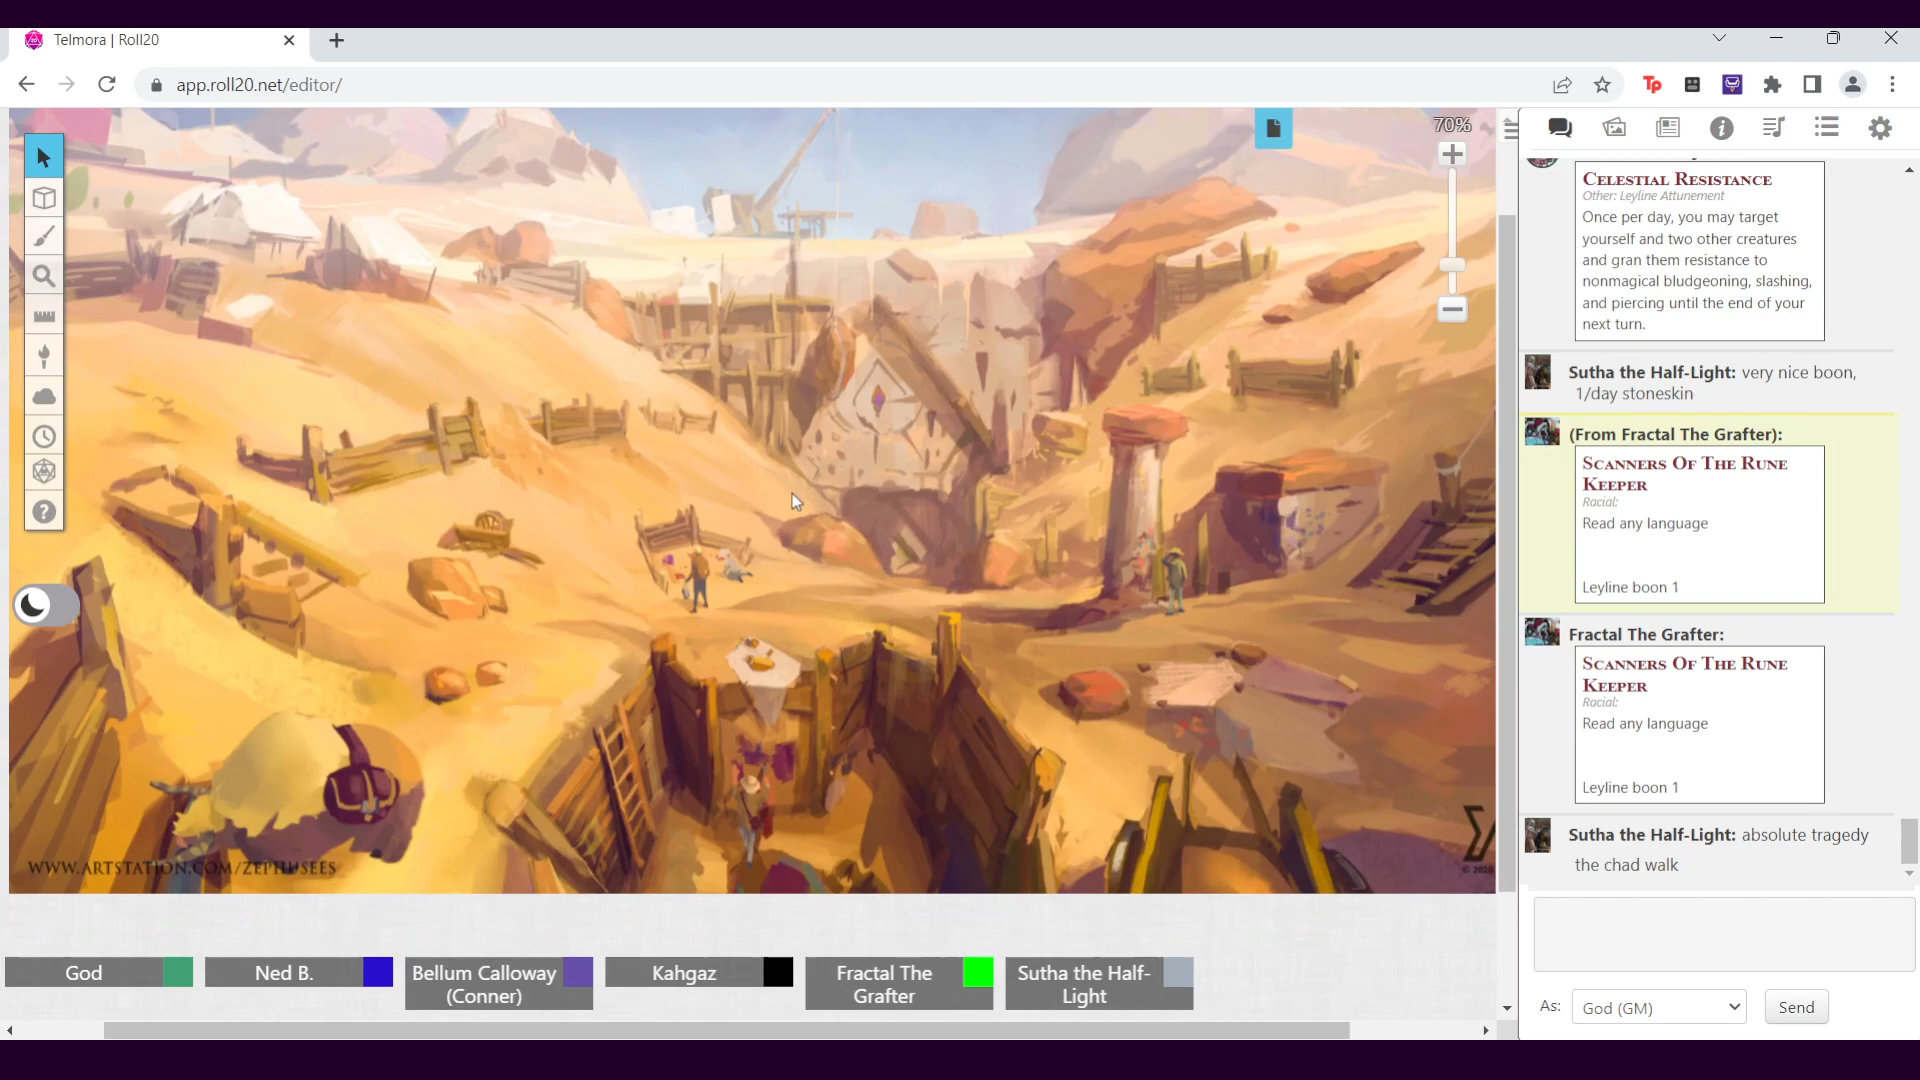 Telmora | Roll20
app.roll20.net/editor/
Tp
70%
CELESTIAL RESISTANCE
Other: Leyline Attunement
Once per day, you may target
yourself and two other creatures
and gran them resistance to
nonmagical bludgeoning, slashing,
and piercing until the end of your
next turn.
Sutha the Half-Light: very nice boon,
1/day stoneskin
(From Fractal The Grafter):
SCANNERS OF THE RUNE
KEEPER
Racial:
Read any language
Leyline boon 1
Fractal The Grafter:
SCANNERS OF THE RUNE
KEEPER
Racial:
Read any language
Leyline boon 1
Sutha the Half-Light: absolute tragedy
the chad walk
WWW.ARTSTATION.COM/ZEPHUSEES
God
Ned B.
Bellum Calloway
(Conner)
Kahgaz
Fractal The
Grafter
Sutha the Half-
Light
As:
God (GM)
Send